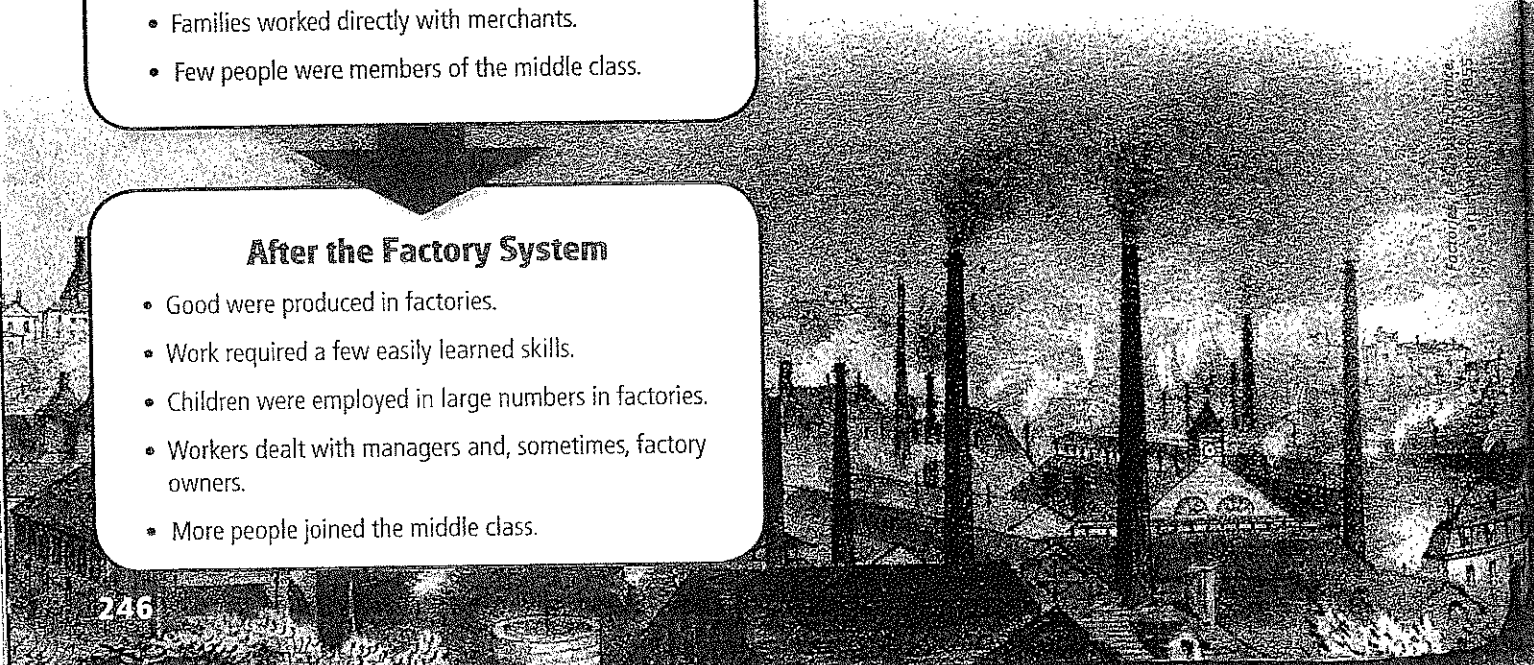 • Families worked directly with merchants.
• Few people were members of the middle class.
After the Factory System
• Good were produced in factories.
• Work required a few easily learned skills.
• Children were employed in large numbers in factories.
• Workers dealt with managers and, sometimes, factory
owners.
• More people joined the middle class.
246
Factories